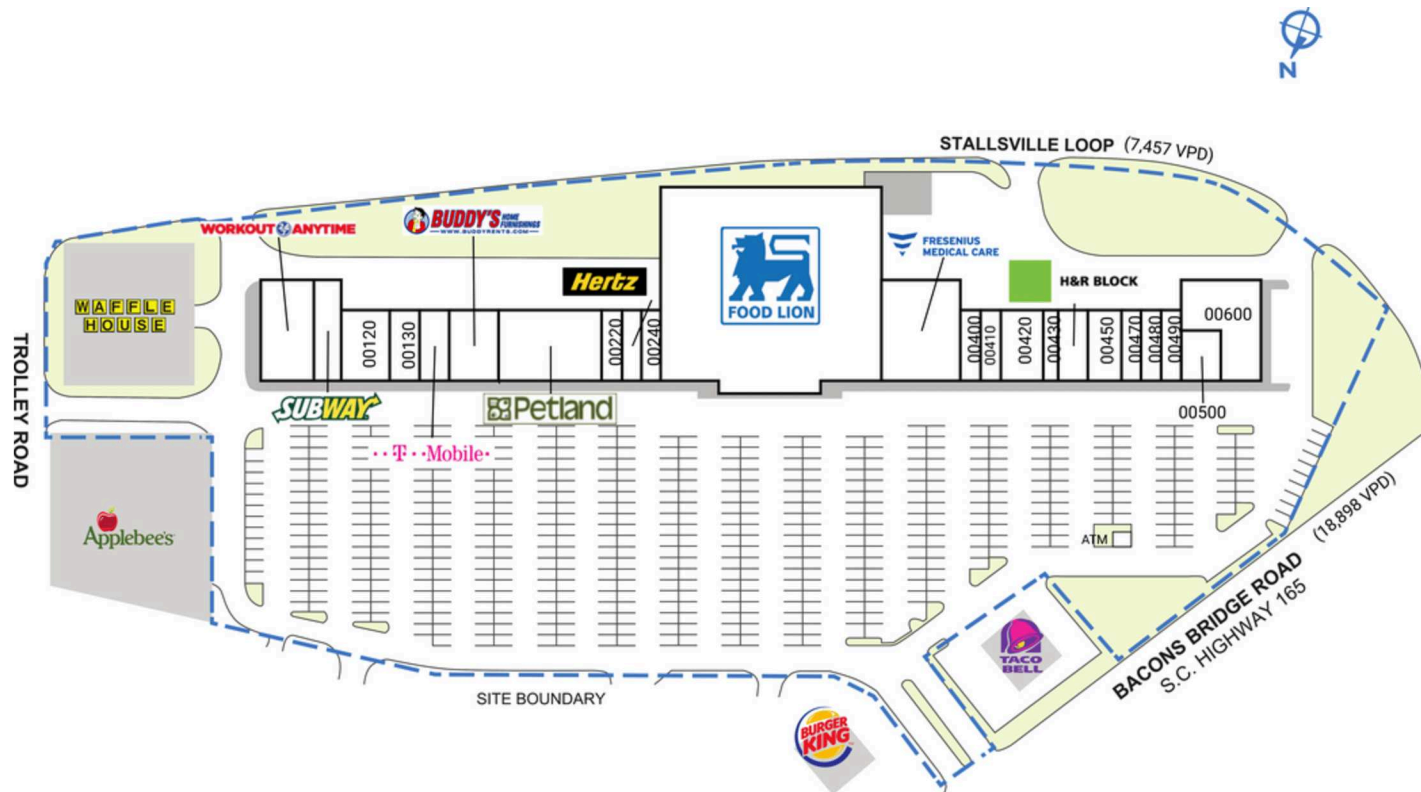 N
STALLSVILLE LOOP (7,457 VPD)
WORKOUT ANYTIME
BUDDY'S HOME FURNISHINGS
WWW.BUDDYRENTS.COM
Hertz
FOOD LION
FRESENIUS
MEDICAL CARE
H&R BLOCK
WAFFLE
HOUSE
TROLLEY ROAD
00120
00130
00220
00240
00400
00410
00420
00430
00450
00470
00480
00490
00600
00500
SUBWAY
Petland
T Mobile
Applebee's
ATM
TACO
BELL
BURGER
KING
SITE BOUNDARY
BACONS BRIDGE ROAD (18,898 VPD)
S.C. HIGHWAY 165